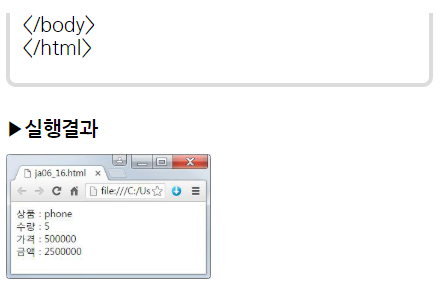 </body>
</html>
▶실행결과
ja06_16.html
file:///C:/Us
상품 : phone
수량 : 5
가격 : 500000
금액 : 2500000